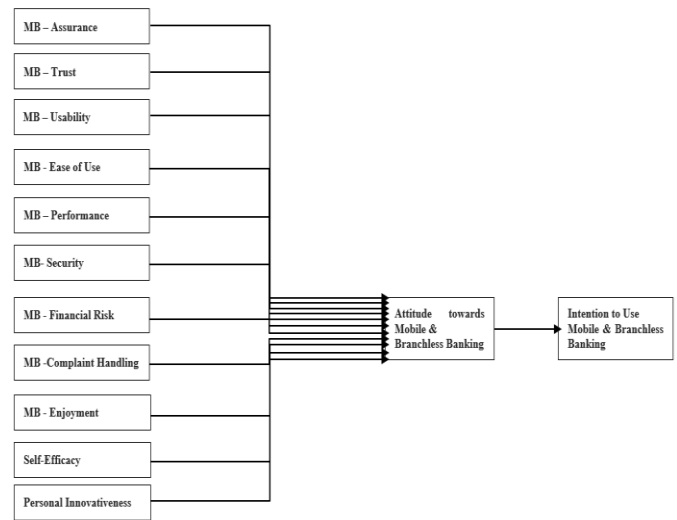 MB – Assurance
MB – Trust
MB – Usability
MB - Ease of Use
MB – Performance
MB- Security
MB - Financial Risk
MB -Complaint Handling
MB - Enjoyment
Self-Efficacy
Personal Innovativeness
Attitude towards
Mobile &
Branchless Banking
Intention to Use
Mobile & Branchless
Banking